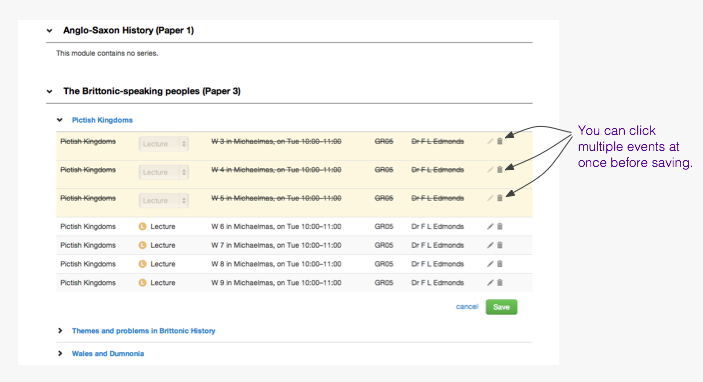 Anglo-Saxon History (Paper 1)
This module contains no series.
The Brittonic-speaking peoples (Paper 3)
Pictish Kingdoms
Pictish Kingdoms Lecture W 3 in Michaelmas, on Tue 10:00–11:00 GR05 Dr F L Edmonds
Pictish Kingdoms Lecture W 4 in Michaelmas, on Tue 10:00–11:00 GR05 Dr F L Edmonds
Pictish Kingdoms Lecture W 5 in Michaelmas, on Tue 10:00–11:00 GR05 Dr F L Edmonds
Pictish Kingdoms L Lecture W 6 in Michaelmas, on Tue 10:00–11:00 GR05 Dr F L Edmonds
Pictish Kingdoms L Lecture W 7 in Michaelmas, on Tue 10:00–11:00 GR05 Dr F L Edmonds
Pictish Kingdoms L Lecture W 8 in Michaelmas, on Tue 10:00–11:00 GR05 Dr F L Edmonds
Pictish Kingdoms L Lecture W 9 in Michaelmas, on Tue 10:00–11:00 GR05 Dr F L Edmonds
cancel Save
Themes and problems in Brittonic History
Wales and Dumnonia
You can click
multiple events at
once before saving.